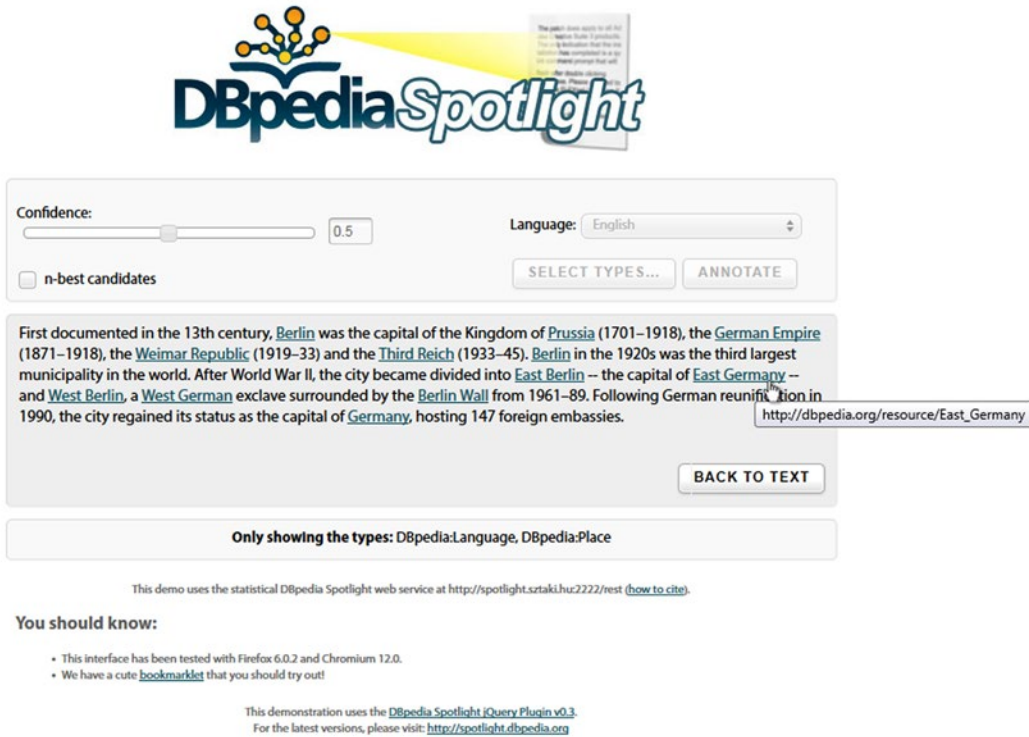 The patch does apply to all
DBpedia Spotlight
Confidence:
0.5
Language: English
n-best candidates
SELECT TYPES...
ANNOTATE
First documented in the 13th century, Berlin was the capital of the Kingdom of Prussia (1701–1918), the German Empire
(1871–1918), the Weimar Republic (1919–33) and the Third Reich (1933–45). Berlin in the 1920s was the third largest
municipality in the world. After World War II, the city became divided into East Berlin -- the capital of East Germany --
and West Berlin, a West German exclave surrounded by the Berlin Wall from 1961–89. Following German reunification in
1990, the city regained its status as the capital of Germany, hosting 147 foreign embassies.
http://dbpedia.org/resource/East_Germany
BACK TO TEXT
Only showing the types: DBpedia:Language, DBpedia:Place
This demo uses the statistical DBpedia Spotlight web service at http://spotlight.sztaki.hu:2222/rest (how to cite).
You should know:
• This interface has been tested with Firefox 6.0.2 and Chromium 12.0.
• We have a cute bookmarklet that you should try out!
This demonstration uses the DBpedia Spotlight jQuery Plugin v0.3.
For the latest versions, please visit: http://spotlight.dbpedia.org